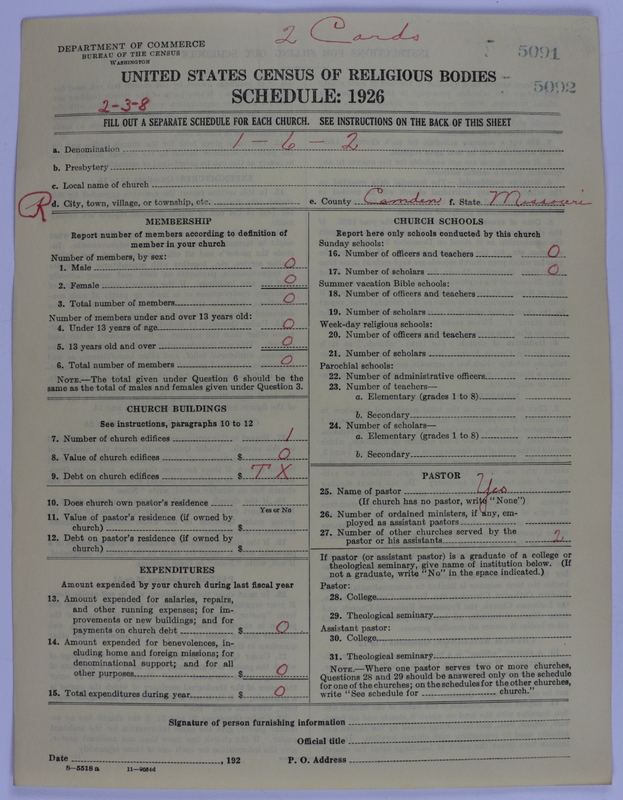 2 Cards
DEPARTMENT OF COMMERCE
BUREAU OF THE CENSUS
WASHINGTON
5091
5092
UNITED STATES CENSUS OF RELIGIOUS BODIES
SCHEDULE: 1926
2-3-8
FILL OUT A SEPARATE SCHEDULE FOR EACH CHURCH. SEE INSTRUCTIONS ON THE BACK OF THIS SHEET
a. Denomination 1-6-2
b. Presbytery
c. Local name of church
R d. City, town, village, or township, etc. e. County Camden f. State Missouri
MEMBERSHIP
Report number of members according to definition of
member in your church
Number of members, by sex:
1. Male 0
2. Female 0
3. Total number of members 0
Number of members under and over 13 years old:
4. Under 13 years of age 0
5. 13 years old and over 0
6. Total number of members 0
NOTE.—The total given under Question 6 should be the
same as the total of males and females given under Question 3.
CHURCH BUILDINGS
See instructions, paragraphs 10 to 12
7. Number of church edifices 1
8. Value of church edifices $ 0
9. Debt on church edifices $ TX
10. Does church own pastor's residence
Yes or No
11. Value of pastor's residence (if owned by
church) $
12. Debt on pastor's residence (if owned by
church) $
EXPENDITURES
Amount expended by your church during last fiscal year
13. Amount expended for salaries, repairs,
and other running expenses; for im-
provements or new buildings; and for
payments on church debt $ 0
14. Amount expended for benevolences, in-
cluding home and foreign missions; for
denominational support; and for all
other purposes $ 0
15. Total expenditures during year $ 0
CHURCH SCHOOLS
Report here only schools conducted by this church
Sunday schools:
16. Number of officers and teachers 0
17. Number of scholars 0
Summer vacation Bible schools:
18. Number of officers and teachers
19. Number of scholars
Week-day religious schools:
20. Number of officers and teachers
21. Number of scholars
Parochial schools:
22. Number of administrative officers
23. Number of teachers—
a. Elementary (grades 1 to 8)
b. Secondary
24. Number of scholars—
a. Elementary (grades 1 to 8)
b. Secondary
PASTOR
25. Name of pastor Yes
(If church has no pastor, write "None")
26. Number of ordained ministers, if any, em-
ployed as assistant pastors
27. Number of other churches served by the
pastor or his assistants 2
If pastor (or assistant pastor) is a graduate of a college or
theological seminary, give name of institution below. (If
not a graduate, write "No" in the space indicated.)
Pastor:
28. College
29. Theological seminary
Assistant pastor:
30. College
31. Theological seminary
NOTE.—Where one pastor serves two or more churches,
Questions 28 and 29 should be answered only on the schedule
for one of the churches; on the schedules for the other churches,
write "See schedule for church."
Signature of person furnishing information
Official title
Date , 192 P. O. Address
8-5518a